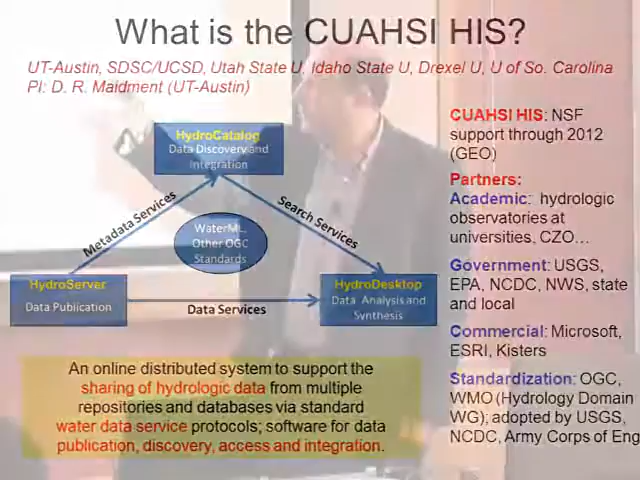 What is the CUAHSI HIS?
UT-Austin, SDSC/UCSD, Utah State U, Idaho State U, Drexel U, U of So. Carolina
PI: D. R. Maidment (UT-Austin)
HydroCatalog
Data Discovery and
Integration
Metadata Services
Search Services
WaterML,
Other OGC
Standards
HydroServer
Data Publication
Data Services
HydroDesktop
Data Analysis and
Synthesis
An online distributed system to support the
sharing of hydrologic data from multiple
repositories and databases via standard
water data service protocols; software for data
publication, discovery, access and integration.
CUAHSI HIS: NSF
support through 2012
(GEO)
Partners:
Academic: hydrologic
observatories at
universities, CZO…
Government: USGS,
EPA, NCDC, NWS, state
and local
Commercial: Microsoft,
ESRI, Kisters
Standardization: OGC,
WMO (Hydrology Domain
WG); adopted by USGS,
NCDC, Army Corps of Eng